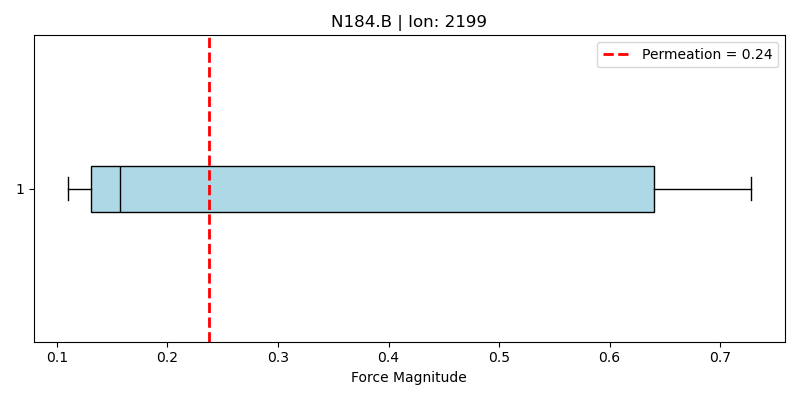 N184.B | Ion: 2199
Permeation = 0.24
1
0.1 0.2 0.3 0.4 0.5 0.6 0.7
Force Magnitude